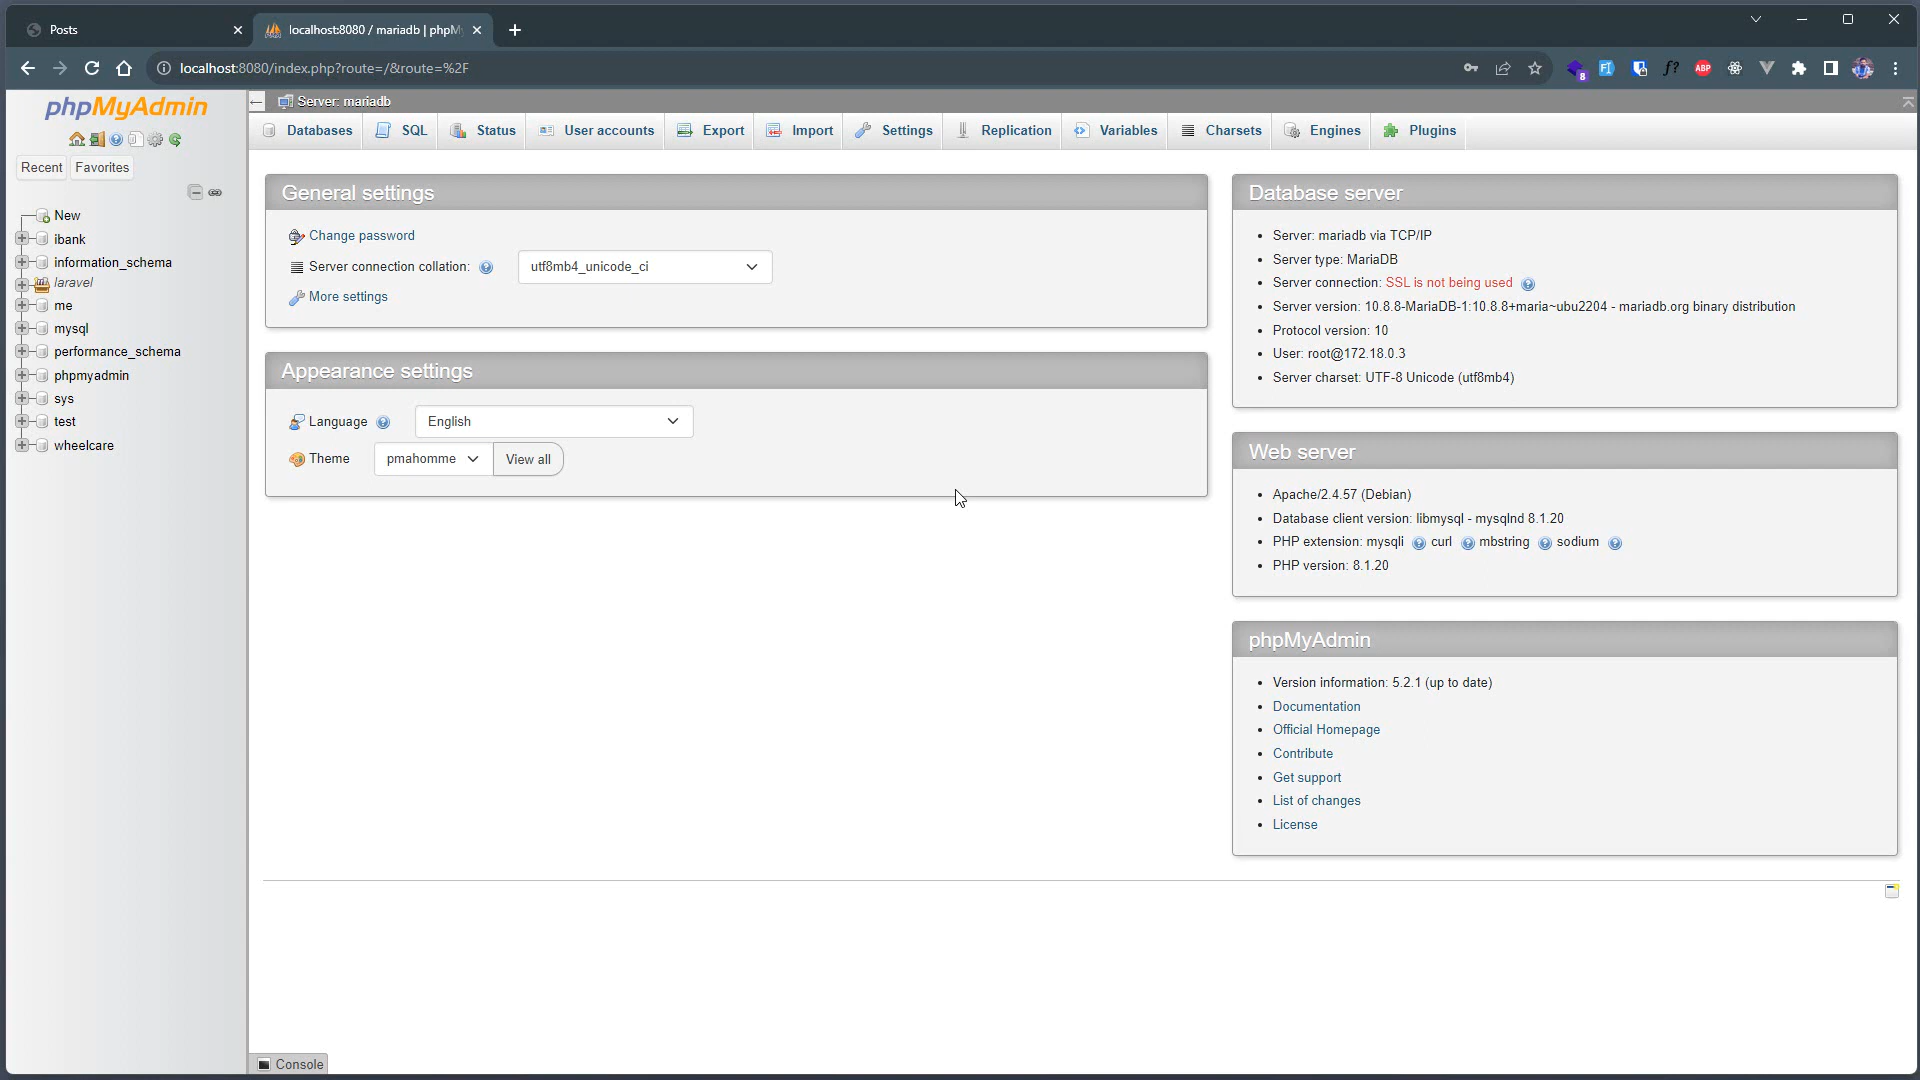 Posts
localhost:8080 / mariadb | phpM
localhost:8080/index.php?route=/&route=%2F
8
ABP
f?
phpMyAdmin
Recent Favorites
New
ibank
information_schema
laravel
me
mysql
performance_schema
phpmyadmin
sys
test
wheelcare
Server: mariadb
Databases SQL Status User accounts Export Import Settings Replication Variables Charsets Engines Plugins
General settings
Change password
Server connection collation: utf8mb4_unicode_ci
More settings
Appearance settings
Language English
Theme pmahomme View all
Database server
Server: mariadb via TCP/IP
Server type: MariaDB
Server connection: SSL is not being used
Server version: 10.8.8-MariaDB-1:10.8.8+maria~ubu2204 - mariadb.org binary distribution
Protocol version: 10
User: root@172.18.0.3
Server charset: UTF-8 Unicode (utf8mb4)
Web server
Apache/2.4.57 (Debian)
Database client version: libmysql - mysqlnd 8.1.20
PHP extension: mysqli curl mbstring sodium
PHP version: 8.1.20
phpMyAdmin
Version information: 5.2.1 (up to date)
Documentation
Official Homepage
Contribute
Get support
List of changes
License
Console